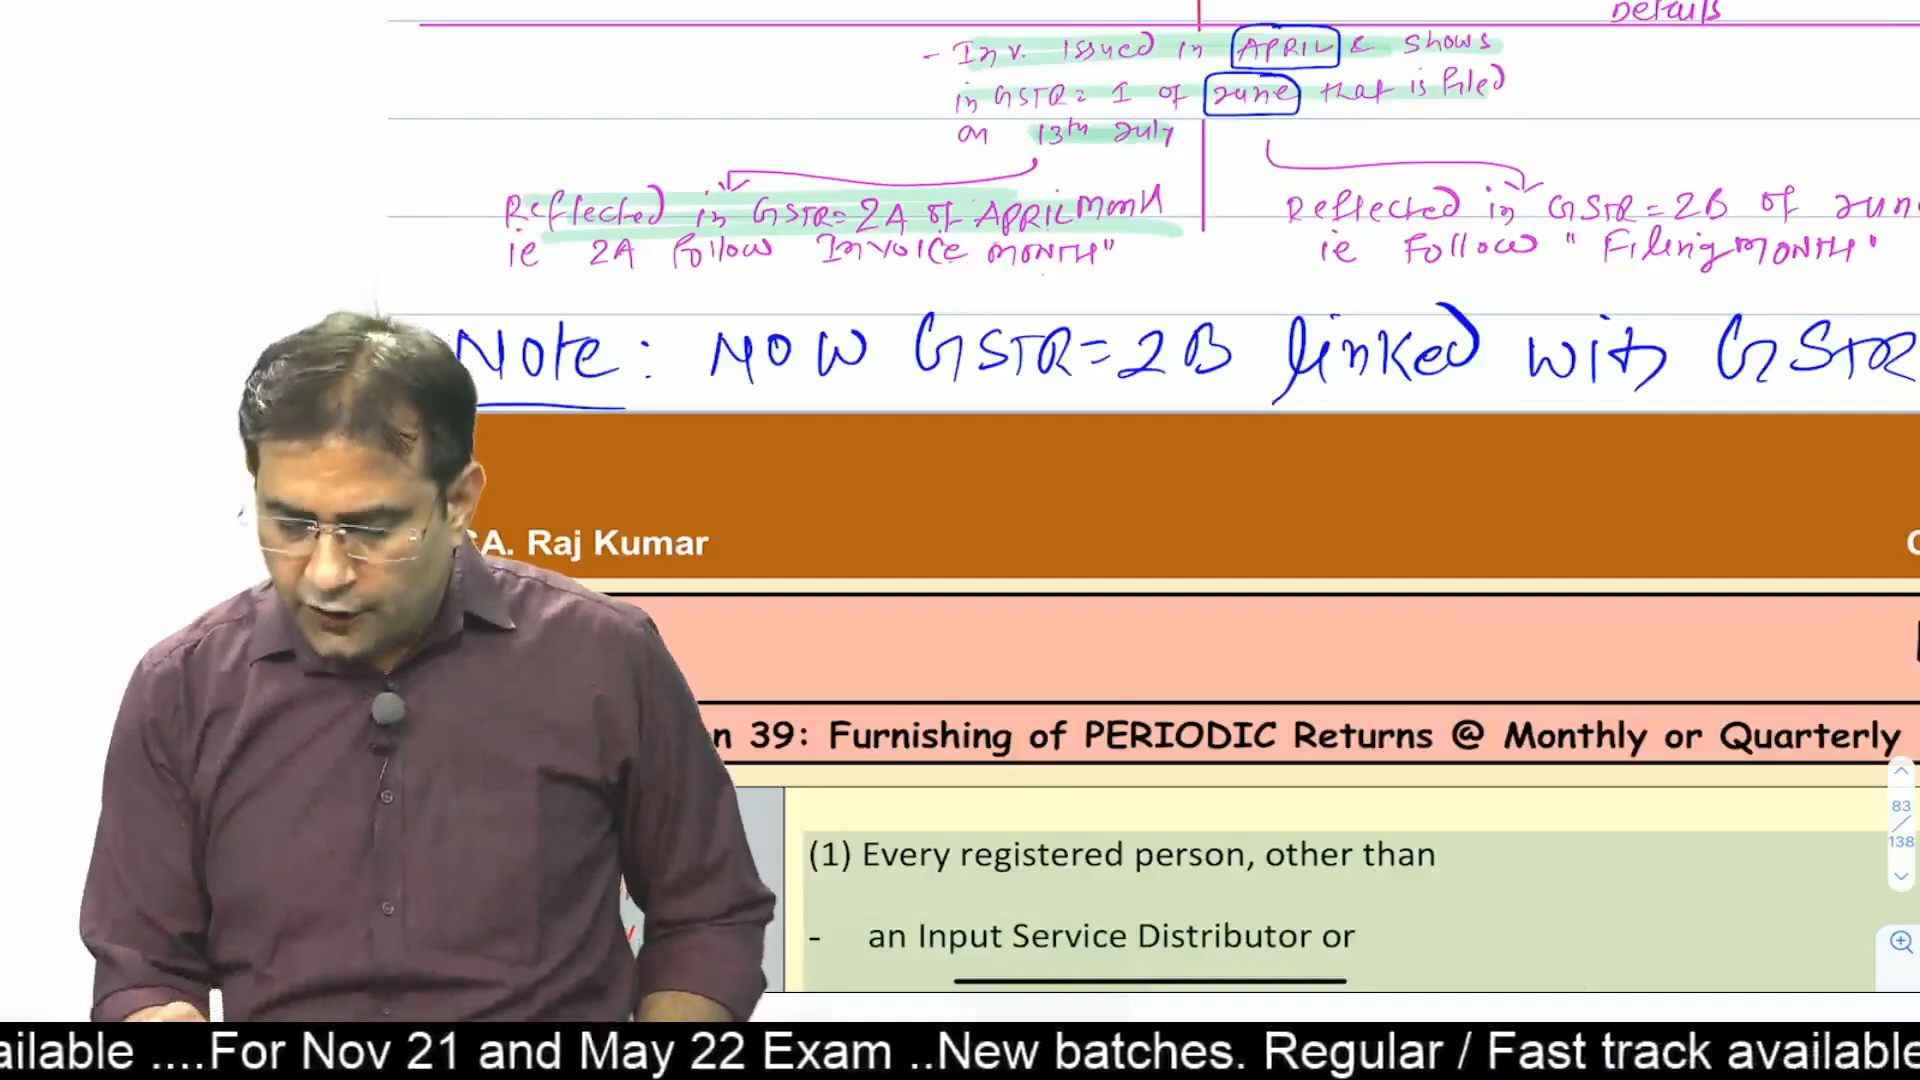 Details
- Inv. issued in APRIL & shows
in GSTR=1 of June that is filed
on 13th July
Reflected in GSTR=2A of APRIL Month
ie 2A follow Invoice MONTH"
Reflected in GSTR=2B of June
ie Follow "Filing MONTH"
Note: NOW GSTR=2B linked with GSTR
CA. Raj Kumar
n 39: Furnishing of PERIODIC Returns @ Monthly or Quarterly
(1) Every registered person, other than
- an Input Service Distributor or
83
/
138
ailable ....For Nov 21 and May 22 Exam ..New batches. Regular / Fast track available